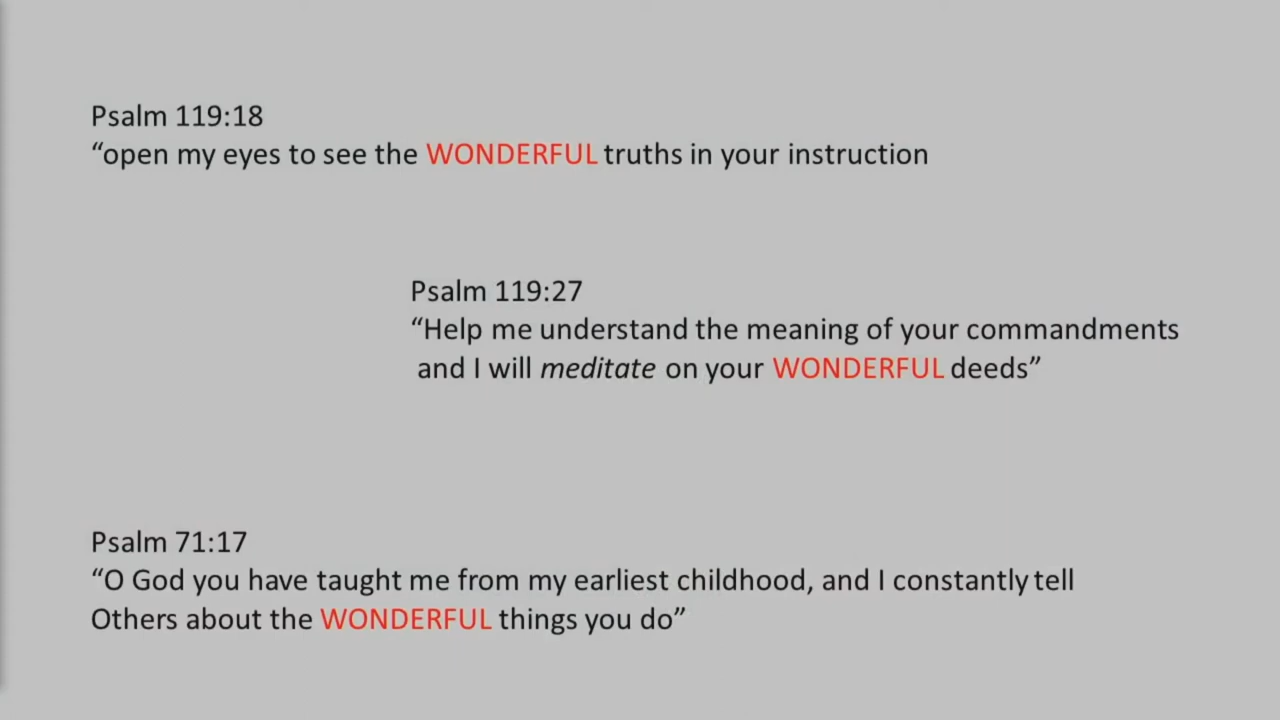 Psalm 119:18
“open my eyes to see the WONDERFUL truths in your instruction
Psalm 119:27
“Help me understand the meaning of your commandments
and I will meditate on your WONDERFUL deeds”
Psalm 71:17
“O God you have taught me from my earliest childhood, and I constantly tell
Others about the WONDERFUL things you do”